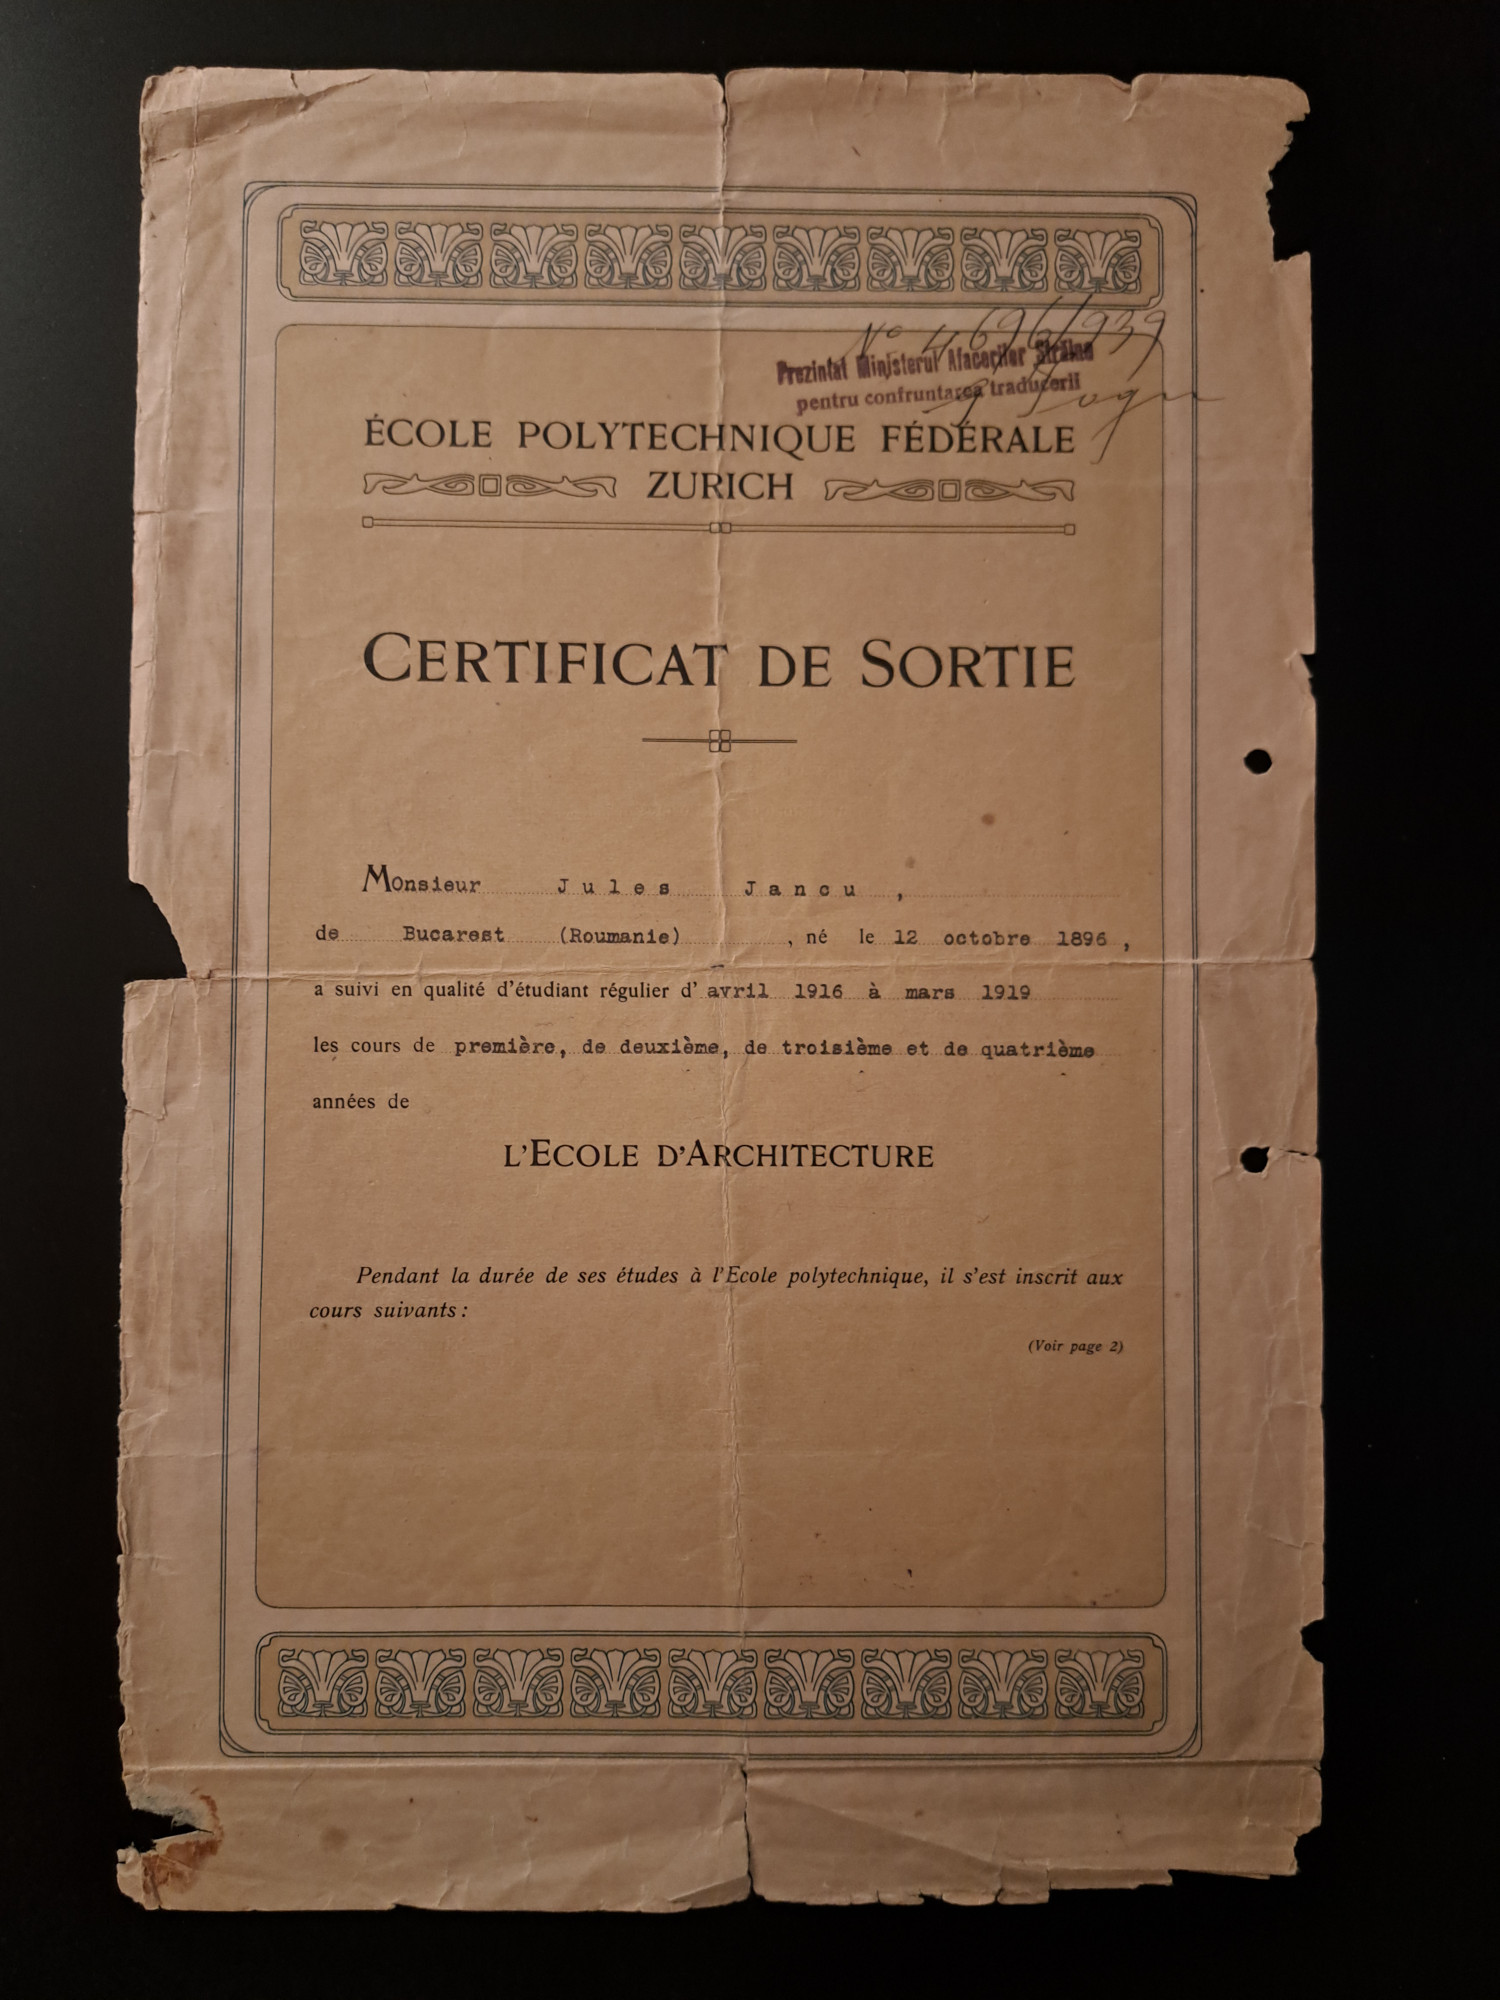 No 4696/939
Prezintat Ministerul Afacerilor Străine
pentru confruntarea traducerii
ÉCOLE POLYTECHNIQUE FÉDÉRALE
ZURICH
CERTIFICAT DE SORTIE
Monsieur Jules Jancu ,
de Bucarest (Roumanie) , né le 12 octobre 1896 ,
a suivi en qualité d'étudiant régulier d' avril 1916 à mars 1919
les cours de première, de deuxième, de troisième et de quatrième
années de
L'ECOLE D'ARCHITECTURE
Pendant la durée de ses études à l'Ecole polytechnique, il s'est inscrit aux
cours suivants :
(Voir page 2)